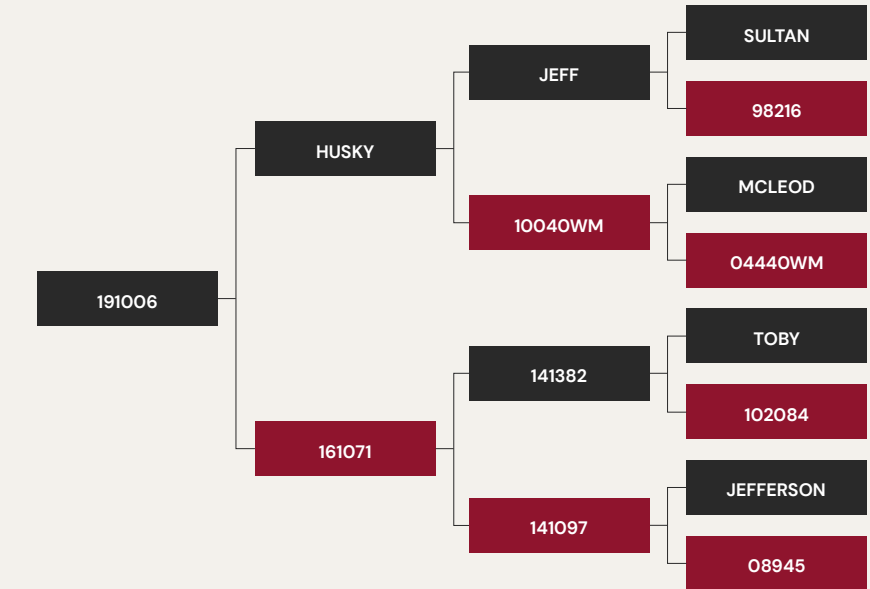 SULTAN
JEFF
98216
HUSKY
MCLEOD
10040WM
04440WM
191006
TOBY
141382
102084
161071
JEFFERSON
141097
08945